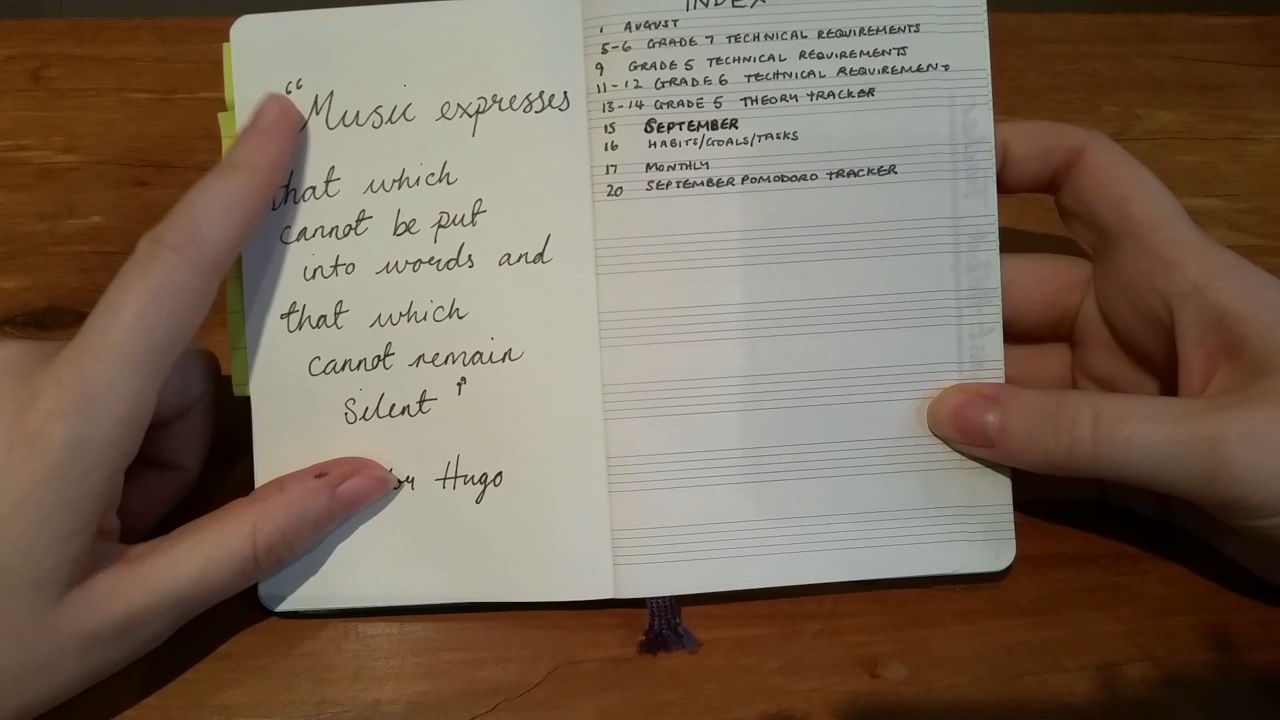 "Music expresses
that which
cannot be put
into words and
that which
cannot remain
silent"
Hugo
INDEX
1 AUGUST
5-6 GRADE 7 TECHNICAL REQUIREMENTS
9 GRADE 5 TECHNICAL REQUIREMENTS
11-12 GRADE 6 TECHNICAL REQUIREMENT
13-14 GRADE 5 THEORY TRACKER
15 SEPTEMBER
16 HABITS/GOALS/TASKS
17 MONTHLY
20 SEPTEMBER POMODORO TRACKER